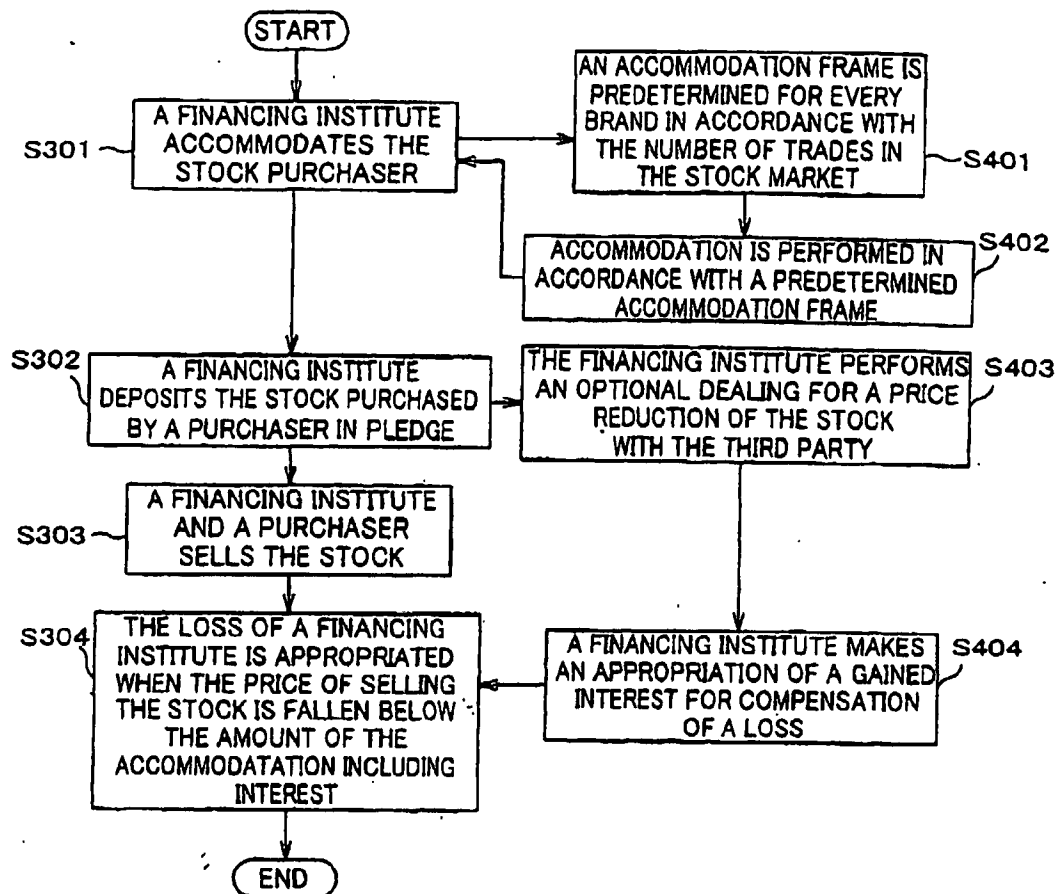 START
A FINANCING INSTITUTE
ACCOMMODATES THE
STOCK PURCHASER
S301
AN ACCOMMODATION FRAME IS
PREDETERMINED FOR EVERY
BRAND IN ACCORDANCE WITH
THE NUMBER OF TRADES IN
THE STOCK MARKET
S401
S402
ACCOMMODATION IS PERFORMED IN
ACCORDANCE WITH A PREDETERMINED
ACCOMMODATION FRAME
S302
A FINANCING INSTITUTE
DEPOSITS THE STOCK PURCHASED
BY A PURCHASER IN PLEDGE
THE FINANCING INSTITUTE PERFORMS
AN OPTIONAL DEALING FOR A PRICE
REDUCTION OF THE STOCK
WITH THE THIRD PARTY
S403
S303
A FINANCING INSTITUTE
AND A PURCHASER
SELLS THE STOCK
S304
THE LOSS OF A FINANCING
INSTITUTE IS APPROPRIATED
WHEN THE PRICE OF SELLING
THE STOCK IS FALLEN BELOW
THE AMOUNT OF THE
ACCOMMODATATION INCLUDING
INTEREST
A FINANCING INSTITUTE MAKES
AN APPROPRIATION OF A GAINED
INTEREST FOR COMPENSATION
OF A LOSS
S404
END